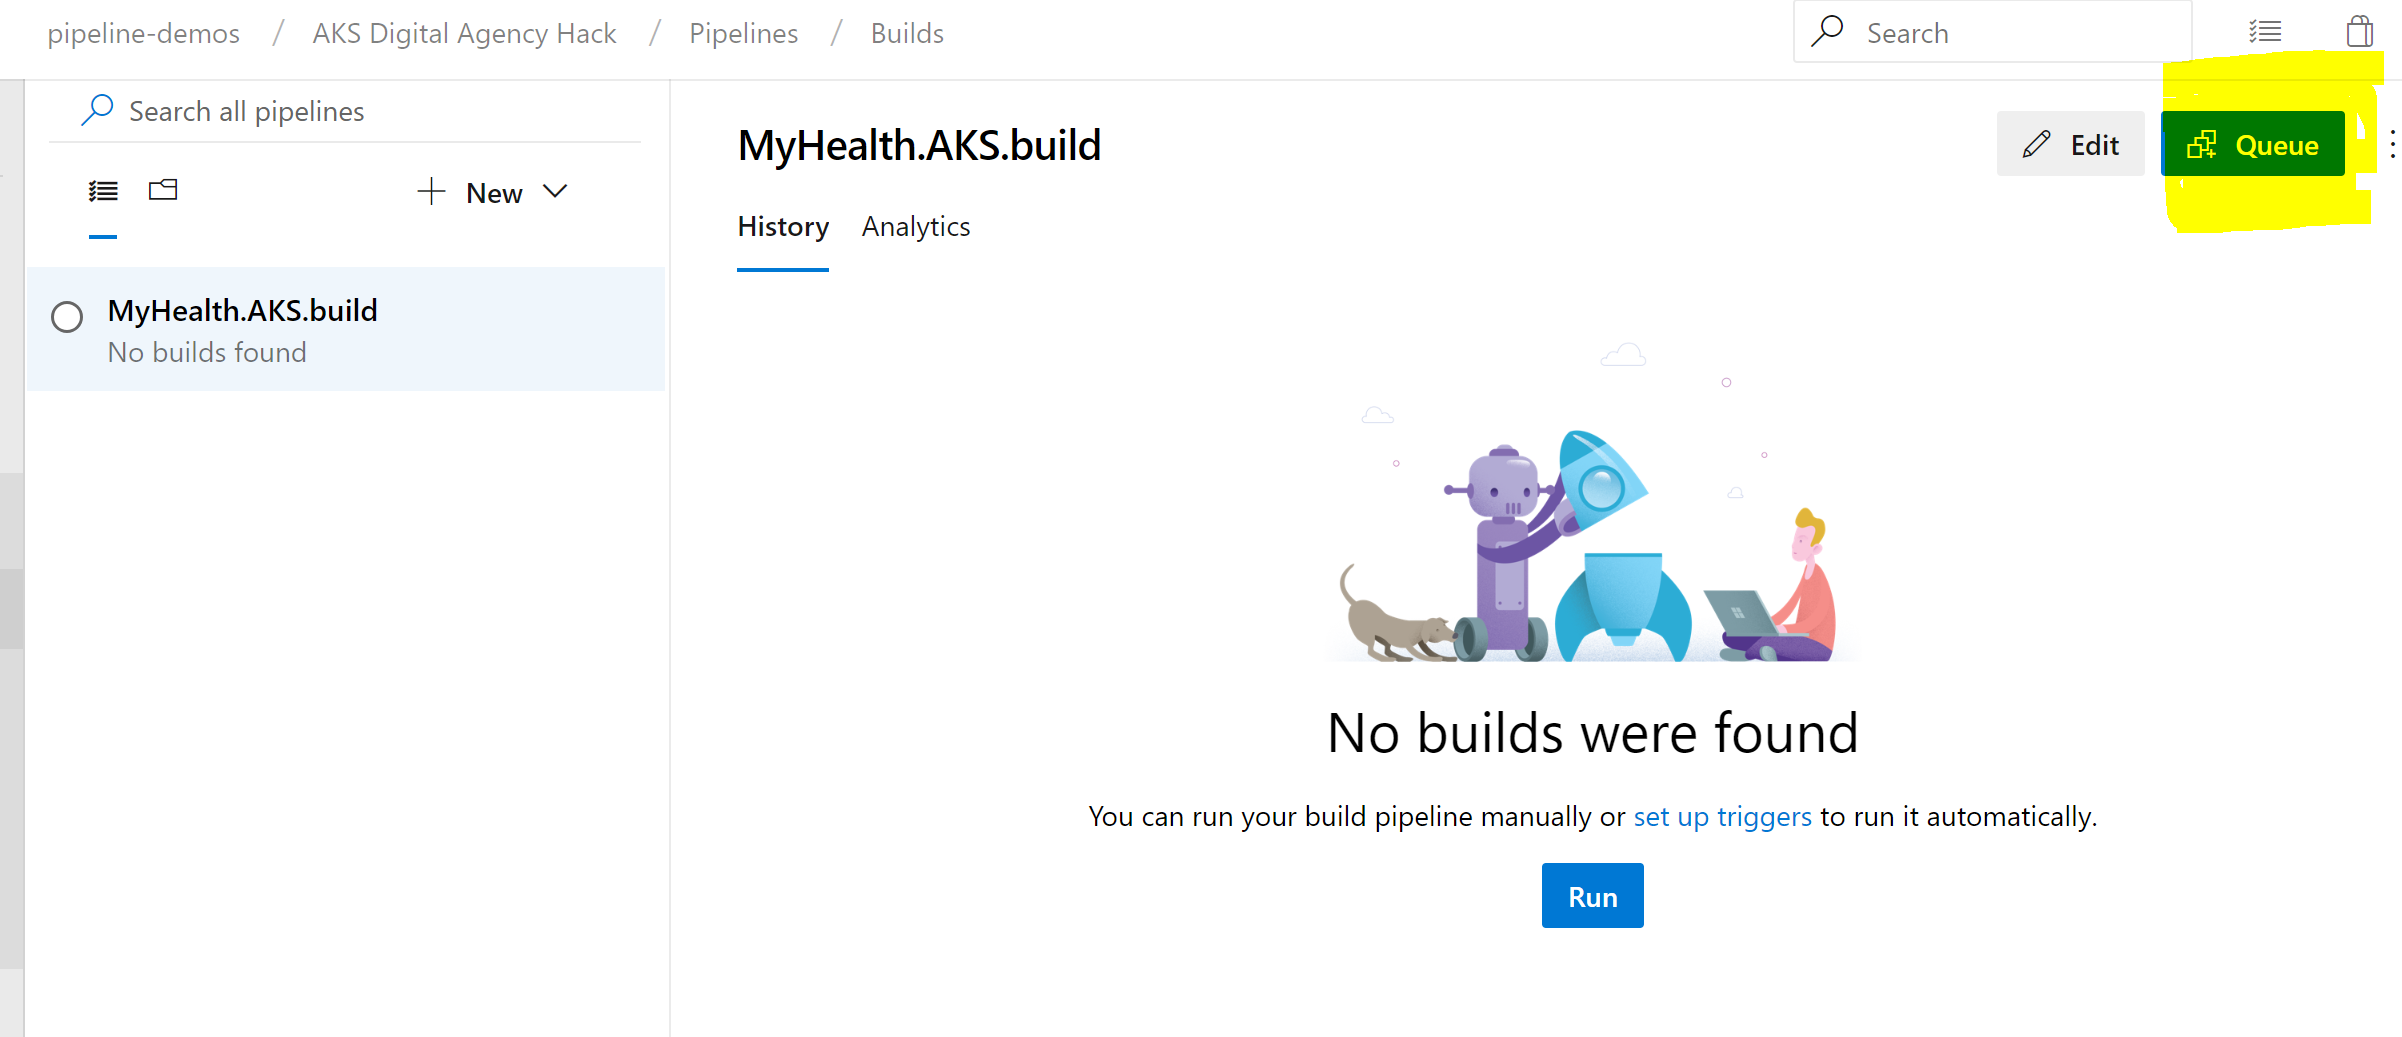 pipeline-demos / AKS Digital Agency Hack / Pipelines / Builds
Search
Search all pipelines
New
MyHealth.AKS.build
No builds found
MyHealth.AKS.build
Edit
Queue
History
Analytics
No builds were found
You can run your build pipeline manually or set up triggers to run it automatically.
Run